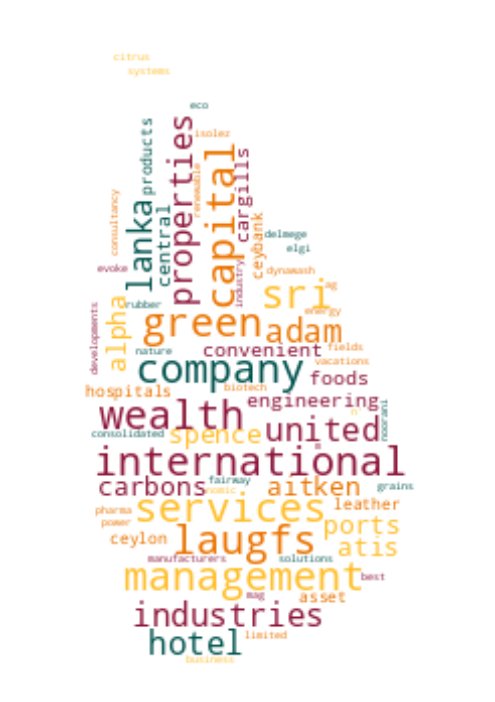 citrus
systems
eco
isolez
products
properties
capital
cargills
renewable
consultancy
lanka
central
ceybank
delmege
elgi
evoke
industry
dynawash
ag
sri
energy
rubber
alpha
developments
green
adam
nature
convenient
fields
vacations
company
foods
hospitals
biotech
engineering
n'
noorani
wealth
united
consolidated
spence
international
carbons
fairway
nomic
aitken
grains
services
leather
pharma
power
ports
ceylon
laugfs
atis
manufacturers
solutions
management
best
mag
asset
industries
hotel
limited
business